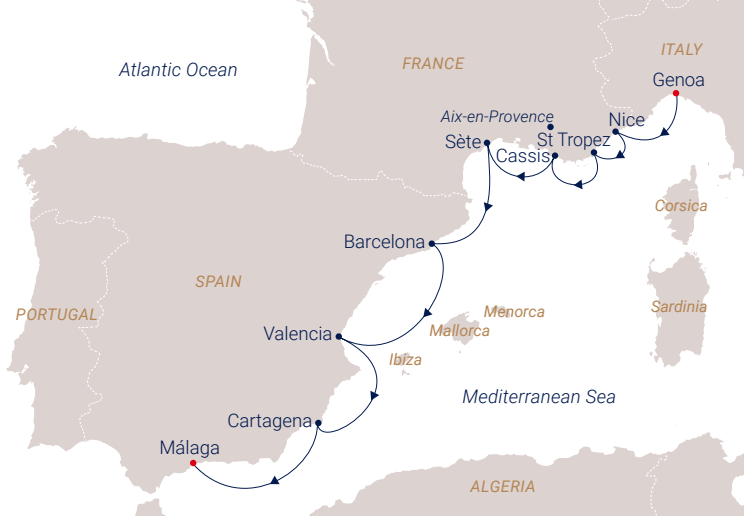 ITALY
FRANCE
Atlantic Ocean
Genoa
Aix-en-Provence
Nice
St Tropez
Sète
Cassis
Corsica
Barcelona
SPAIN
Sardinia
Menorca
PORTUGAL
Mallorca
Valencia
Ibiza
Mediterranean Sea
Cartagena
Málaga
ALGERIA